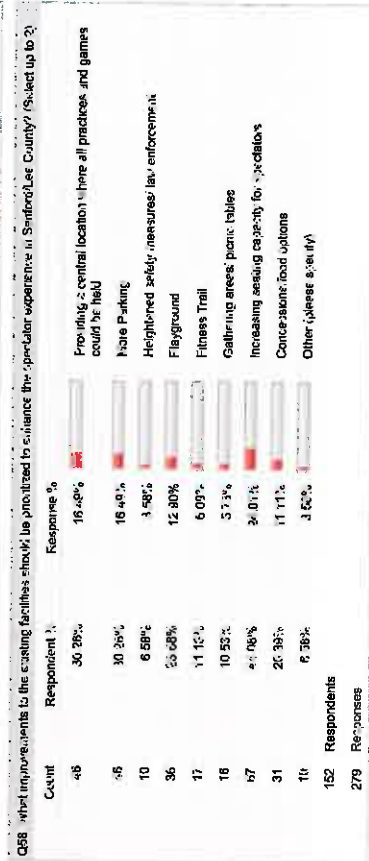 Q58 What improvements to the existing facilities should be prioritized to enhance the spectator experience in Sanford/Lee County? (Select up to 2)
Count Respondent % Response %
46 30.26% 16.49% Providing a central location where all practices and games could be held
46 30.26% 16.49% More Parking
10 6.58% 3.58% Heightened safety measures/ law enforcement
36 23.68% 12.90% Playground
17 11.18% 6.09% Fitness Trail
16 10.53% 5.73% Gathering areas/ picnic tables
67 44.08% 24.01% Increasing seating capacity for spectators
31 20.39% 11.11% Concessions/food options
10 6.58% 3.58% Other (please specify)
152 Respondents
279 Responses